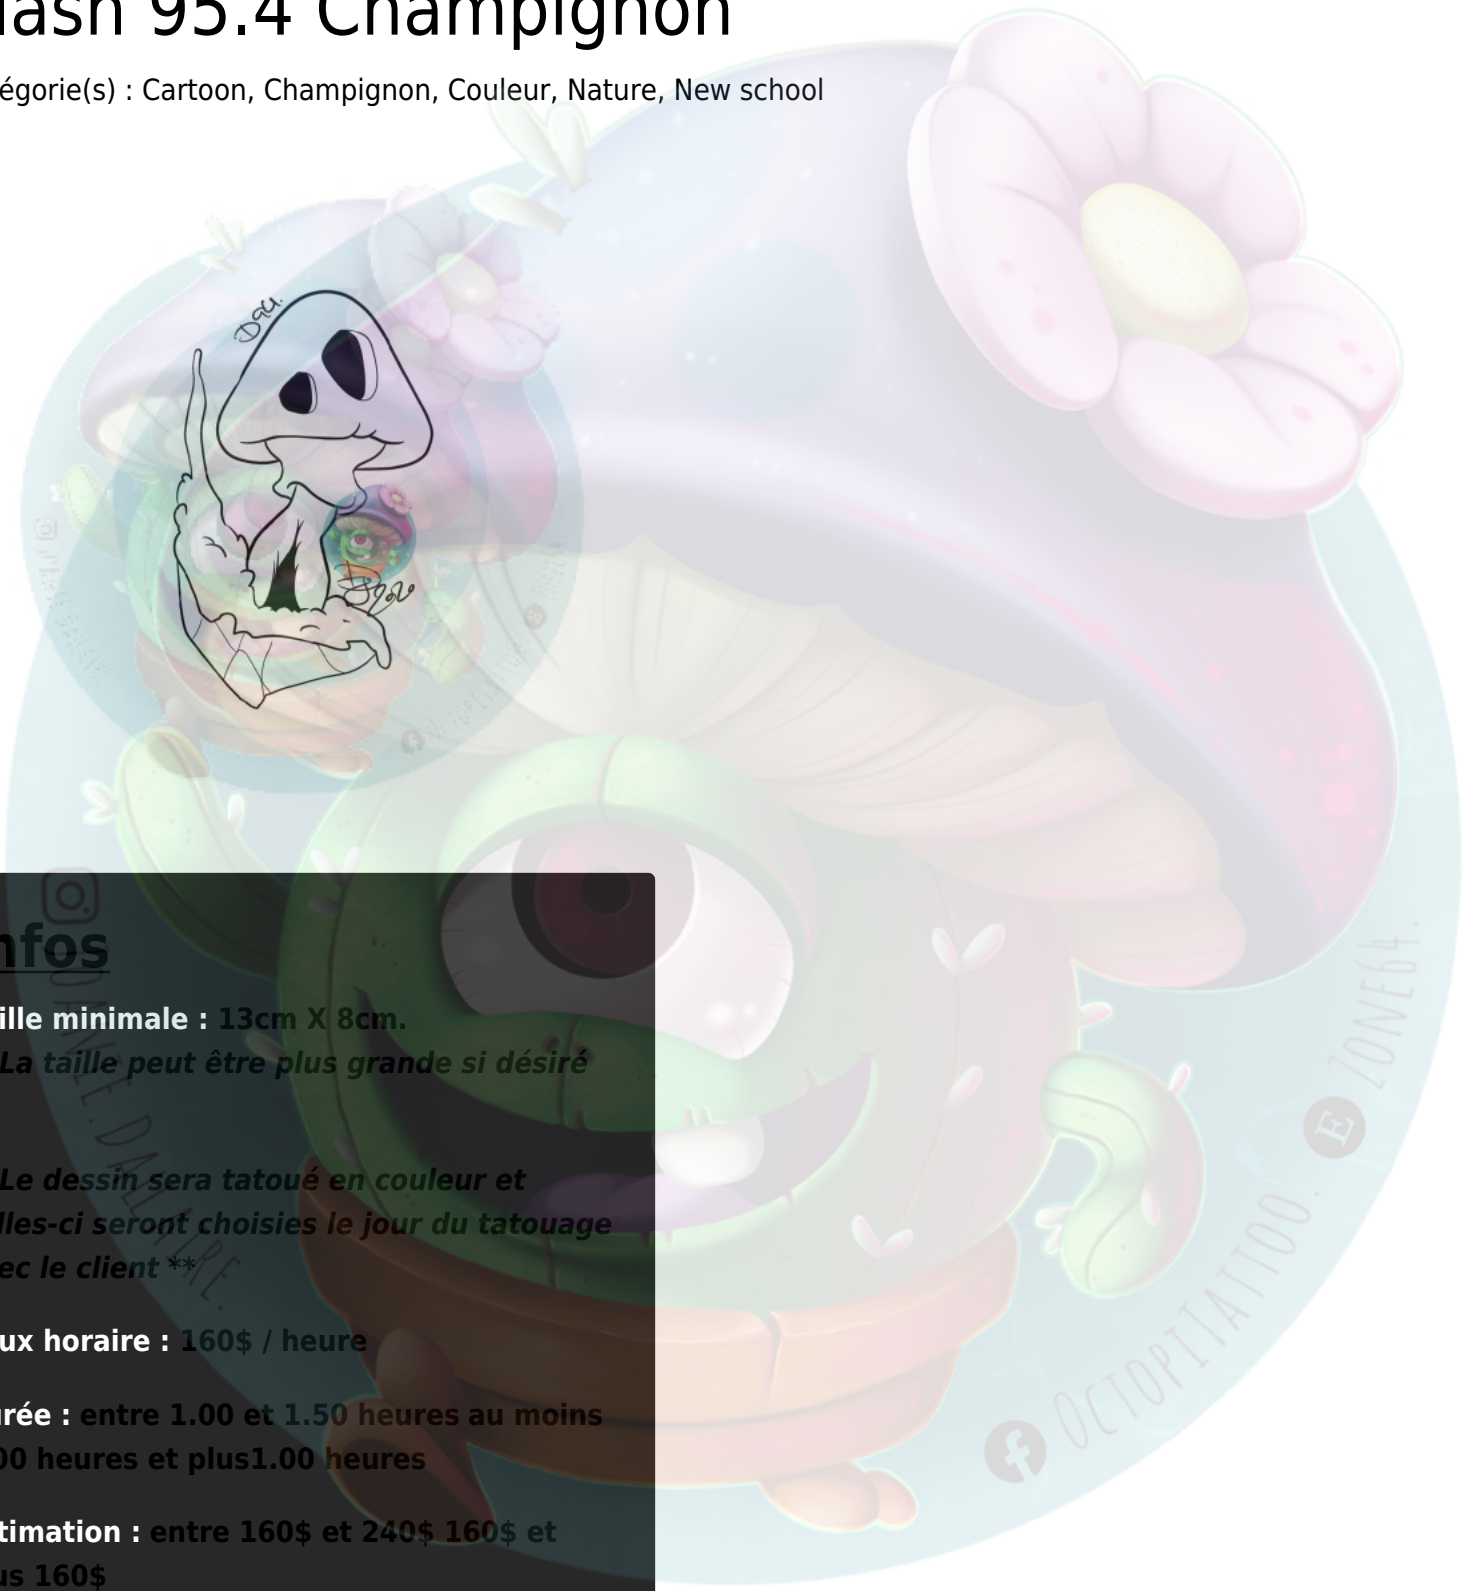 lash 95.4 Champignon
égorie(s) : Cartoon, Champignon, Couleur, Nature, New school
nfos
ille minimale : 13cm X 8cm.
La taille peut être plus grande si désiré
Le dessin sera tatoué en couleur et
lles-ci seront choisies le jour du tatouage
ec le client **
ux horaire : 160$ / heure
urée : entre 1.00 et 1.50 heures au moins
00 heures et plus1.00 heures
timation : entre 160$ et 240$ 160$ et
us 160$
OCTOPITATTOO.
E ZONE64.